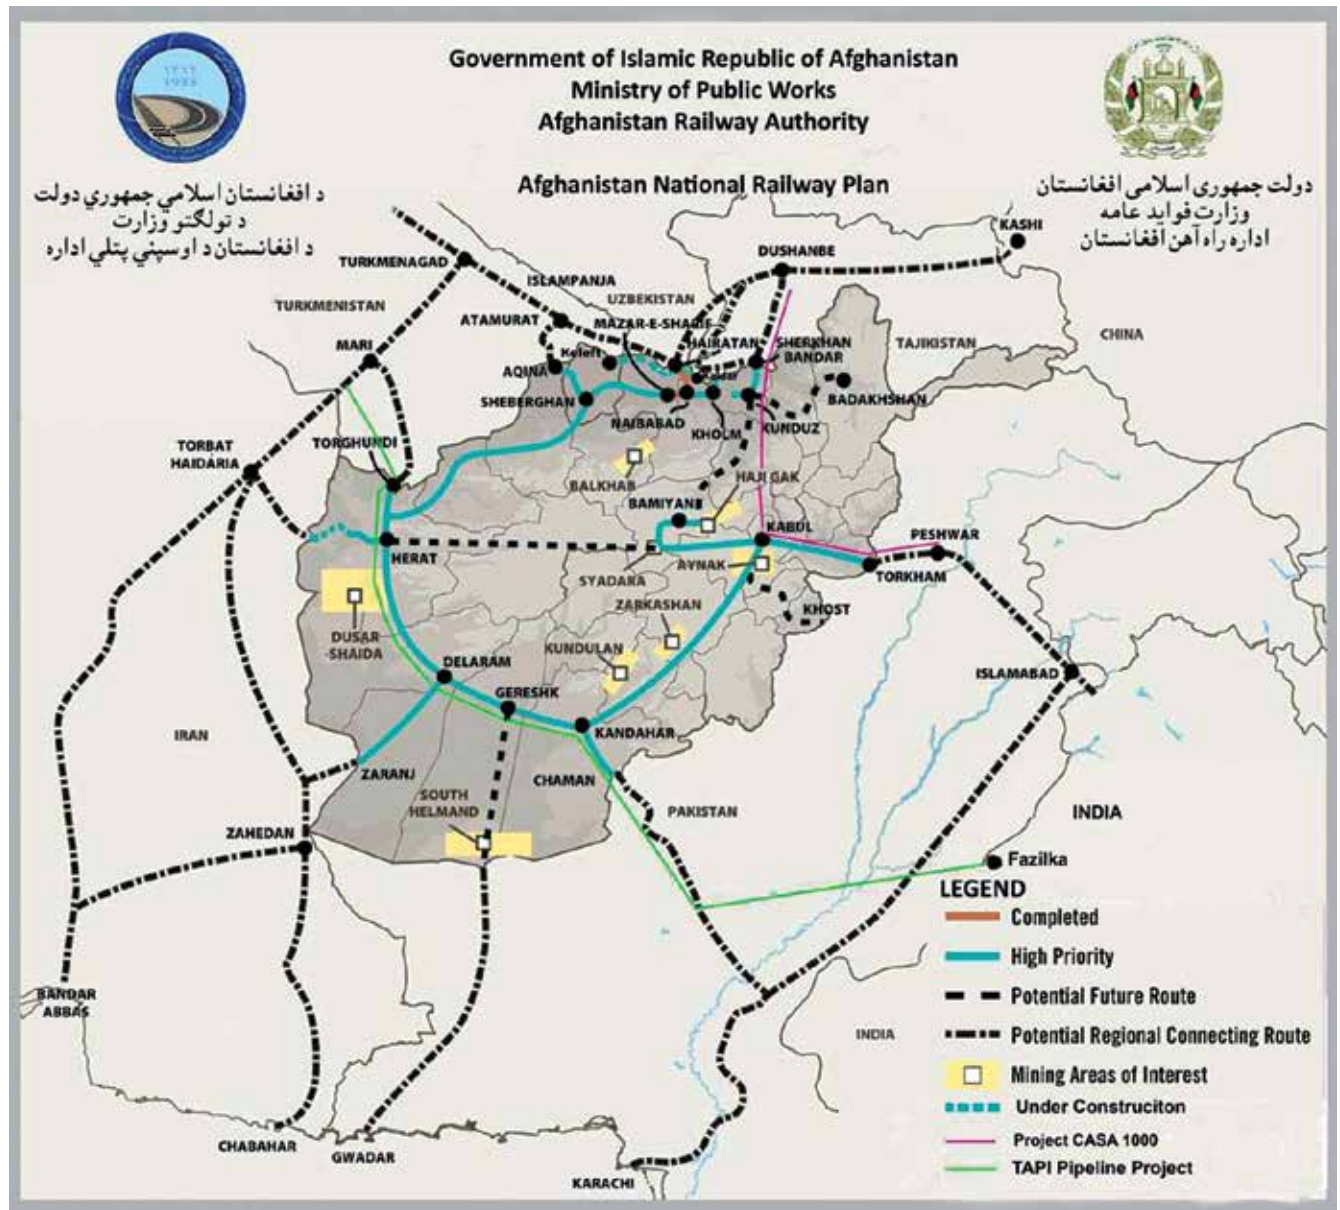 Government of Islamic Republic of Afghanistan
Ministry of Public Works
Afghanistan Railway Authority
Afghanistan National Railway Plan
١٣١٢
1933
د افغانستان اسلامي جمهوري دولت
د ټولګټو وزارت
د افغانستان د اوسپني پټلي اداره
دولت جمهوری اسلامی افغانستان
وزارت فواید عامه
اداره راه آهن افغانستان
KASHI
DUSHANBE
TURKMENAGAD
ISLAMPANJA
UZBEKISTAN
TURKMENISTAN
ATAMURAT
MAZAR-E-SHARIF
HAIRATAN
SHERKHAN
BANDAR
TAJIKISTAN
CHINA
MARI
Keleft
AQINA
SHEBERGHAN
BADAKHSHAN
NAIBABAD
KHOLM
KUNDUZ
TORBAT
HAIDARIA
TORGHUNDI
BALKHAB
HAJI GAK
BAMIYAN
KABUL
PESHWAR
HERAT
SYADARA
AYNAK
TORKHAM
ZARKASHAN
KHOST
DUSAR
-SHAIDA
KUNDULAN
DELARAM
GERESHK
ISLAMABAD
IRAN
KANDAHAR
ZARANJ
CHAMAN
SOUTH
HELMAND
PAKISTAN
INDIA
ZAHEDAN
Fazilka
BANDAR
ABBAS
INDIA
CHABAHAR
GWADAR
KARACHI
LEGEND
Completed
High Priority
Potential Future Route
Potential Regional Connecting Route
Mining Areas of Interest
Under Construciton
Project CASA 1000
TAPI Pipeline Project